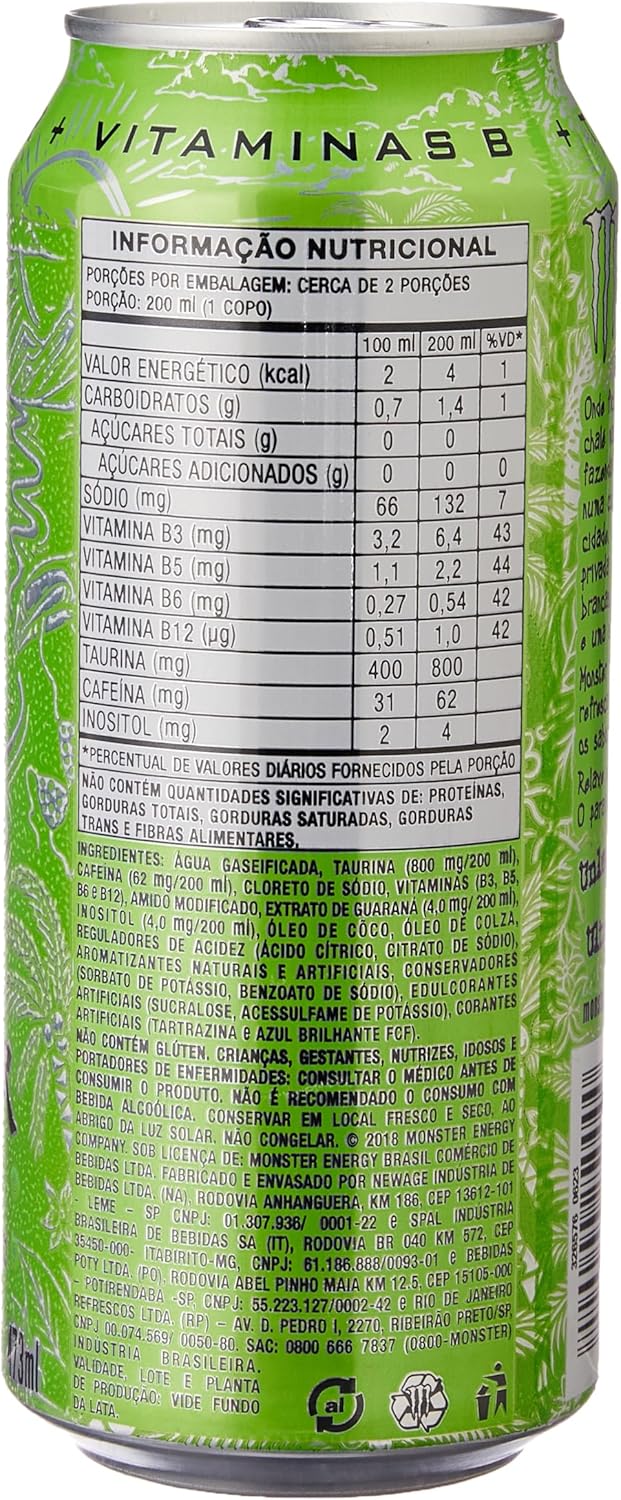 + VITAMINAS B +
INFORMAÇÃO NUTRICIONAL
PORÇÕES POR EMBALAGEM: CERCA DE 2 PORÇÕES
PORÇÃO: 200 ml (1 COPO)
100 ml 200 ml %VD*
VALOR ENERGÉTICO (kcal) 2 4 1
CARBOIDRATOS (g) 0,7 1,4 1
AÇÚCARES TOTAIS (g) 0 0
AÇÚCARES ADICIONADOS (g) 0 0 0
SÓDIO (mg) 66 132 7
VITAMINA B3 (mg) 3,2 6,4 43
VITAMINA B5 (mg) 1,1 2,2 44
VITAMINA B6 (mg) 0,27 0,54 42
VITAMINA B12 (µg) 0,51 1,0 42
TAURINA (mg) 400 800
CAFEÍNA (mg) 31 62
INOSITOL (mg) 2 4
*PERCENTUAL DE VALORES DIÁRIOS FORNECIDOS PELA PORÇÃO
NÃO CONTÉM QUANTIDADES SIGNIFICATIVAS DE: PROTEÍNAS,
GORDURAS TOTAIS, GORDURAS SATURADAS, GORDURAS
TRANS E FIBRAS ALIMENTARES.
INGREDIENTES: ÁGUA GASEIFICADA, TAURINA (800 mg/200 ml),
CAFEÍNA (62 mg/200 ml), CLORETO DE SÓDIO, VITAMINAS (B3, B5,
B6 e B12), AMIDO MODIFICADO, EXTRATO DE GUARANÁ (4,0 mg/200 ml),
INOSITOL (4,0 mg/200 ml), ÓLEO DE CÔCO, ÓLEO DE COLZA,
REGULADORES DE ACIDEZ (ÁCIDO CÍTRICO, CITRATO DE SÓDIO),
AROMATIZANTES NATURAIS E ARTIFICIAIS, CONSERVADORES
(SORBATO DE POTÁSSIO, BENZOATO DE SÓDIO), EDULCORANTES
ARTIFICIAIS (SUCRALOSE, ACESSULFAME DE POTÁSSIO), CORANTES
ARTIFICIAIS (TARTRAZINA e AZUL BRILHANTE FCF).
NÃO CONTÉM GLÚTEN. CRIANÇAS, GESTANTES, NUTRIZES, IDOSOS E
PORTADORES DE ENFERMIDADES: CONSULTAR O MÉDICO ANTES DE
CONSUMIR O PRODUTO. NÃO É RECOMENDADO O CONSUMO COM
BEBIDA ALCOÓLICA. CONSERVAR EM LOCAL FRESCO E SECO, AO
ABRIGO DA LUZ SOLAR. NÃO CONGELAR. © 2018 MONSTER ENERGY
COMPANY. SOB LICENÇA DE: MONSTER ENERGY BRASIL COMÉRCIO DE
BEBIDAS LTDA. FABRICADO E ENVASADO POR NEWAGE INDÚSTRIA DE
BEBIDAS LTDA. (NA), RODOVIA ANHANGUERA, KM 186, CEP 13612-101
- LEME - SP CNPJ: 01.307.936/ 0001-22 e SPAL INDÚSTRIA
BRASILEIRA DE BEBIDAS SA (IT), RODOVIA BR 040 KM 572, CEP
35450-000- ITABIRITO-MG, CNPJ: 61.186.888/0093-01 e BEBIDAS
POTY LTDA. (PO), RODOVIA ABEL PINHO MAIA KM 12,5, CEP 15105-000
- POTIRENDABA -SP, CNPJ: 55.223.127/0002-42 e RIO DE JANEIRO
REFRESCOS LTDA. (RP) – AV. D. PEDRO I, 2270, RIBEIRÃO PRETO/SP,
CNPJ 00.074.569/ 0050-80. SAC: 0800 666 7837 (0800-MONSTER)
INDÚSTRIA BRASILEIRA.
VALIDADE, LOTE E PLANTA
DE PRODUÇÃO: VIDE FUNDO
DA LATA.
al
473ml
Onde
numa
cidade
e uma
Monster
os
Relaxe
O
328576 0623